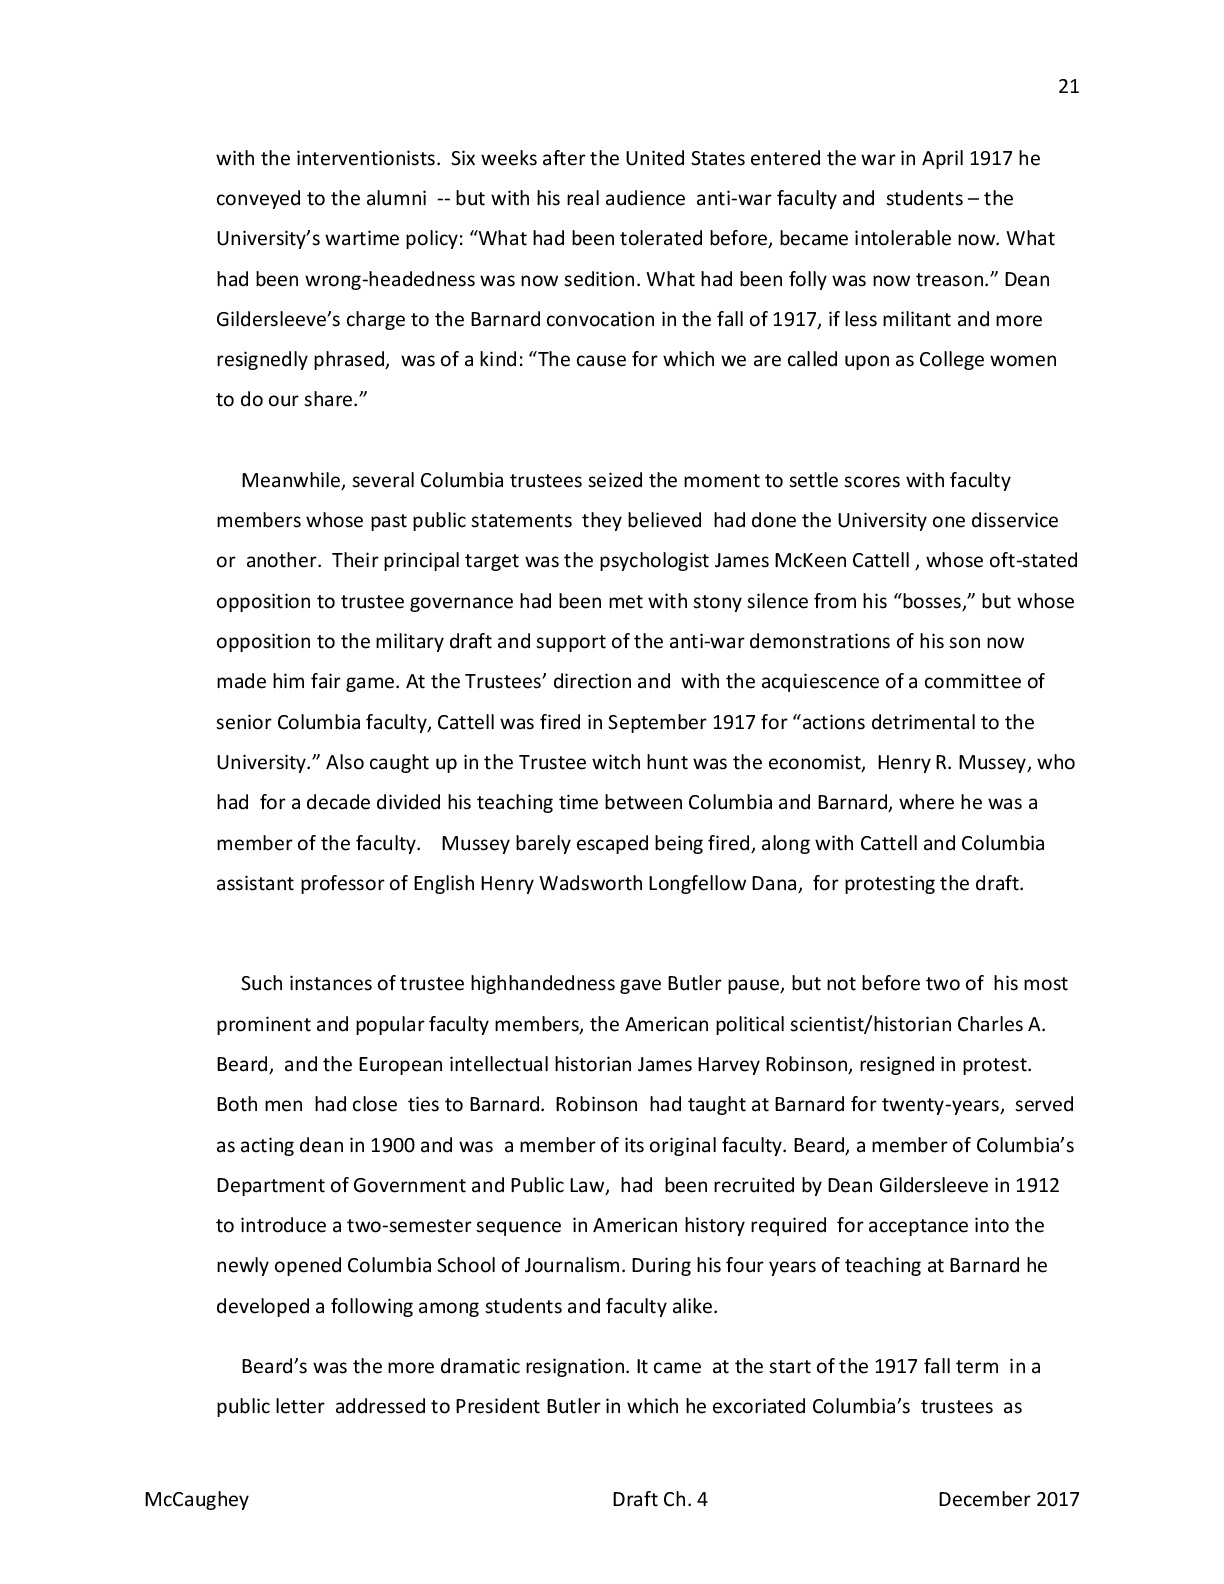 21
with the interventionists.  Six weeks after the United States entered the war in April 1917 he
conveyed to the alumni  -- but with his real audience  anti-war faculty and  students – the
University’s wartime policy: “What had been tolerated before, became intolerable now. What
had been wrong-headedness was now sedition. What had been folly was now treason.” Dean
Gildersleeve’s charge to the Barnard convocation in the fall of 1917, if less militant and more
resignedly phrased,  was of a kind: “The cause for which we are called upon as College women
to do our share.”
Meanwhile, several Columbia trustees seized the moment to settle scores with faculty
members whose past public statements  they believed  had done the University one disservice
or  another.  Their principal target was the psychologist James McKeen Cattell , whose oft-stated
opposition to trustee governance had been met with stony silence from his “bosses,” but whose
opposition to the military draft and support of the anti-war demonstrations of his son now
made him fair game. At the Trustees’ direction and  with the acquiescence of a committee of
senior Columbia faculty, Cattell was fired in September 1917 for “actions detrimental to the
University.” Also caught up in the Trustee witch hunt was the economist,  Henry R. Mussey, who
had  for a decade divided his teaching time between Columbia and Barnard, where he was a
member of the faculty.    Mussey barely escaped being fired, along with Cattell and Columbia
assistant professor of English Henry Wadsworth Longfellow Dana,  for protesting the draft.
Such instances of trustee highhandedness gave Butler pause, but not before two of  his most
prominent and popular faculty members, the American political scientist/historian Charles A.
Beard,  and the European intellectual historian James Harvey Robinson, resigned in protest.
Both men  had close  ties to Barnard.  Robinson  had taught at Barnard for twenty-years,  served
as acting dean in 1900 and was  a member of its original faculty. Beard, a member of Columbia’s
Department of Government and Public Law,  had  been recruited by Dean Gildersleeve in 1912
to introduce a two-semester sequence  in American history required  for acceptance into the
newly opened Columbia School of Journalism. During his four years of teaching at Barnard he
developed a following among students and faculty alike.
Beard’s was the more dramatic resignation. It came  at the start of the 1917 fall term  in a
public letter  addressed to President Butler in which he excoriated Columbia’s  trustees  as
McCaughey Draft Ch. 4 December 2017